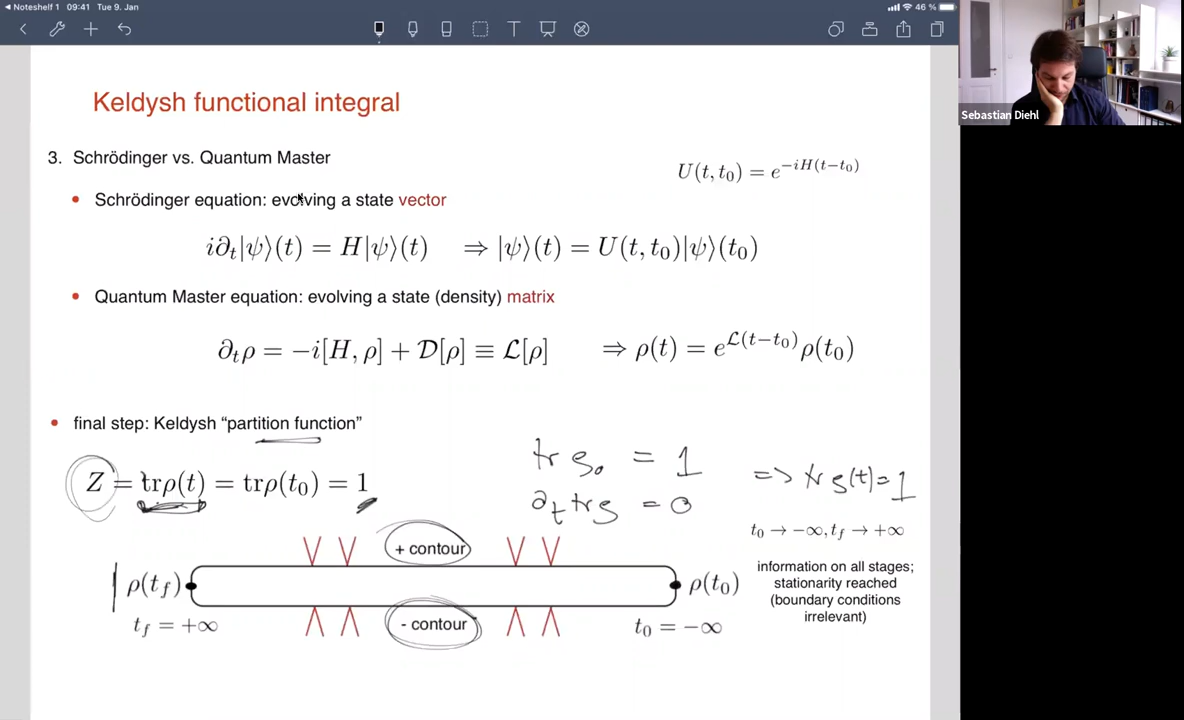 Noteshelf 1 09:41 Tue 9. Jan 46 %
Sebastian Diehl
Keldysh functional integral
3. Schrödinger vs. Quantum Master
U(t, t₀) = e^{−iH(t−t₀)}
• Schrödinger equation: evolving a state vector
i∂ₜ|ψ⟩(t) = H|ψ⟩(t) ⇒ |ψ⟩(t) = U(t, t₀)|ψ⟩(t₀)
• Quantum Master equation: evolving a state (density) matrix
∂ₜρ = −i[H, ρ] + 𝒟[ρ] ≡ ℒ[ρ] ⇒ ρ(t) = e^{ℒ(t−t₀)}ρ(t₀)
• final step: Keldysh “partition function”
Z = trρ(t) = trρ(t₀) = 1
tr ρ₀ = 1
∂ₜ tr ρ = 0
=> tr ρ(t) = 1
t₀ → −∞, t_f → +∞
+ contour
ρ(t_f)
ρ(t₀)
- contour
t_f = +∞
t₀ = −∞
information on all stages;
stationarity reached
(boundary conditions
irrelevant)